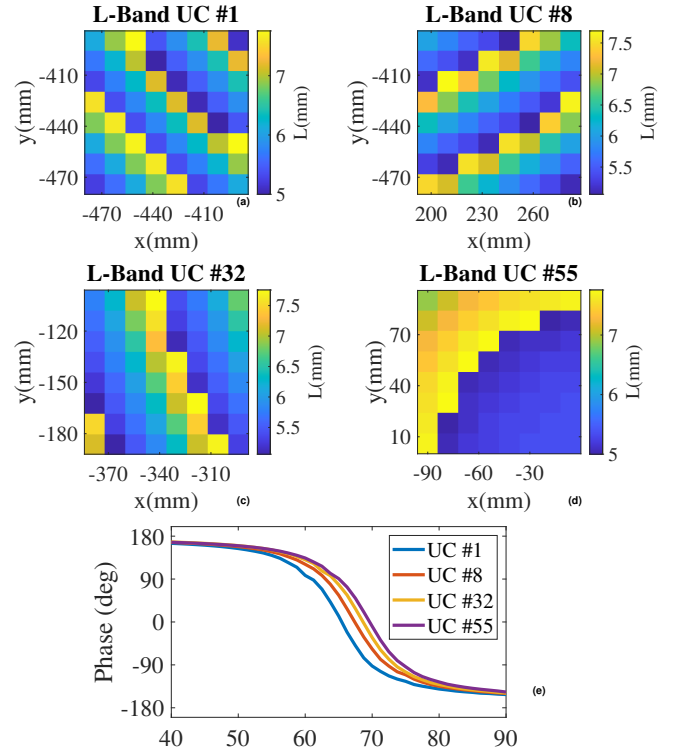 L-Band UC #1
L-Band UC #8
y(mm)
-410
-440
-470
-470 -440 -410
x(mm)
7
6
5
L(mm)
(a)
y(mm)
-410
-440
-470
200 230 260
x(mm)
7.5
7
6.5
6
5.5
L(mm)
(b)
L-Band UC #32
L-Band UC #55
y(mm)
-120
-150
-180
-370 -340 -310
x(mm)
7.5
7
6.5
6
5.5
L(mm)
(c)
y(mm)
70
40
10
-90 -60 -30
x(mm)
7
6
5
L(mm)
(d)
Phase (deg)
180
90
0
-90
-180
40 50 60 70 80 90
UC #1
UC #8
UC #32
UC #55
(e)